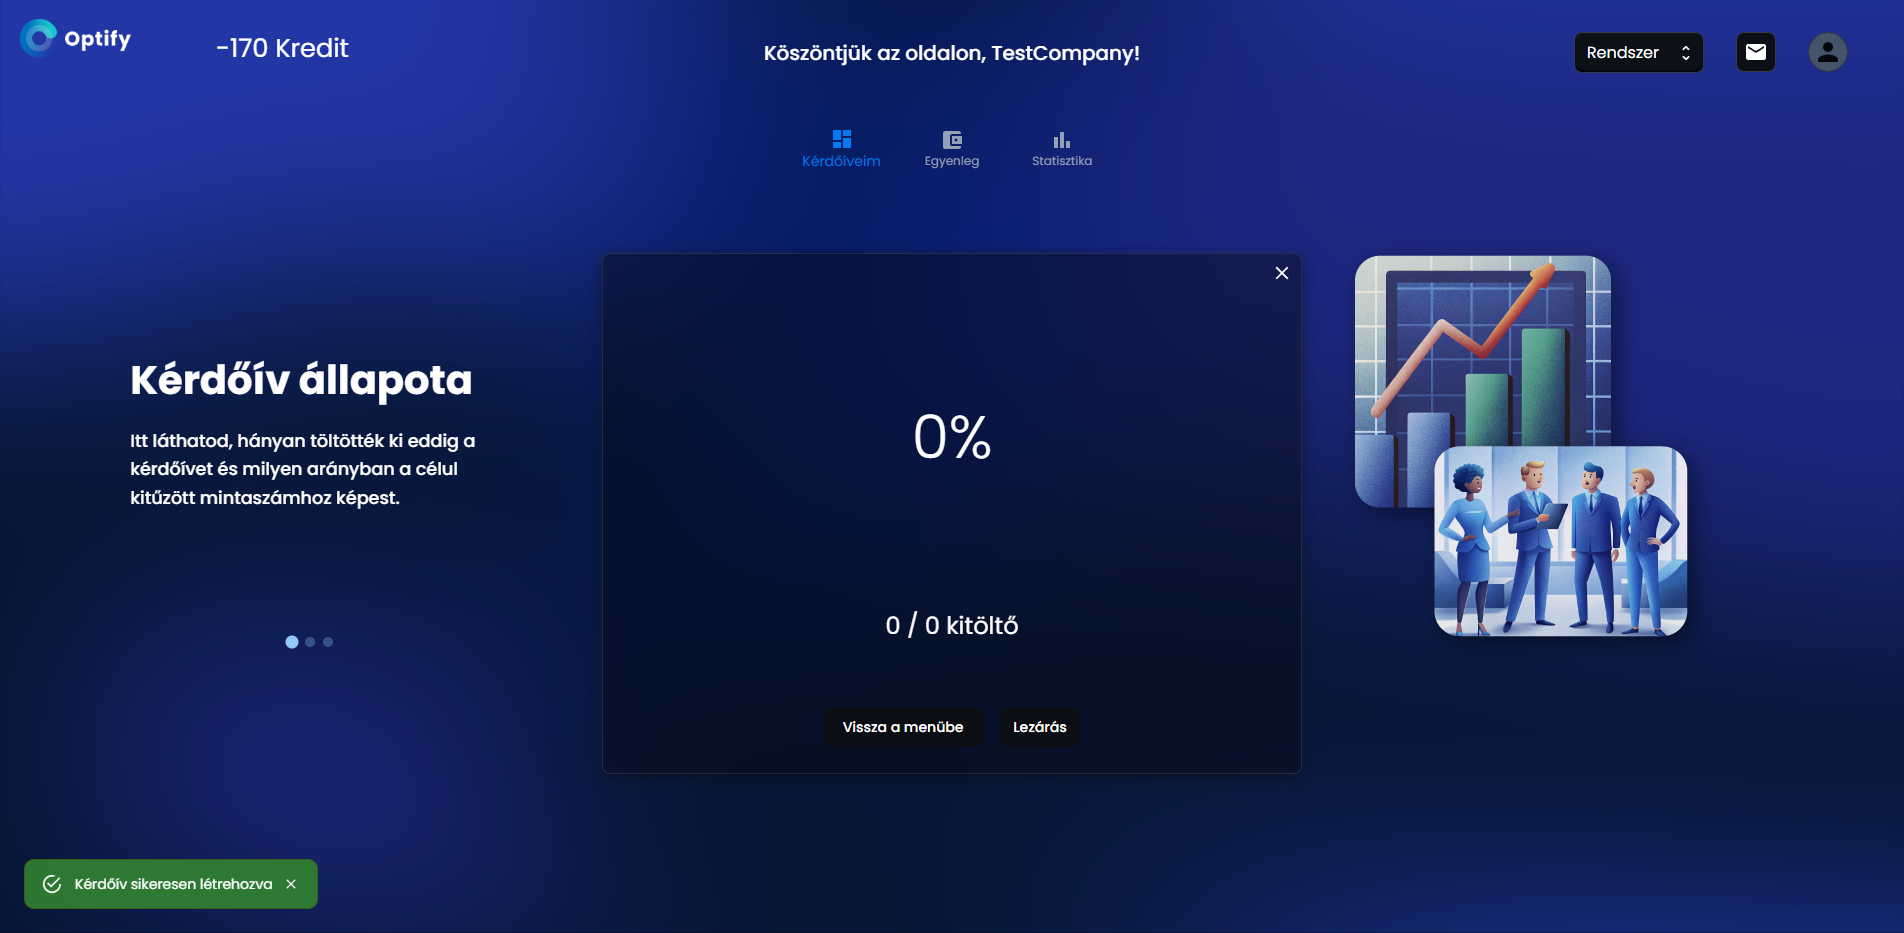 Optify
-170 Kredit
Köszöntjük az oldalon, TestCompany!
Rendszer
Kérdőíveim
Egyenleg
Statisztika
Kérdőív állapota
Itt láthatod, hányan töltötték ki eddig a
kérdőívet és milyen arányban a célul
kitűzött mintaszámhoz képest.
0%
0 / 0 kitöltő
Vissza a menübe
Lezárás
Kérdőív sikeresen létrehozva